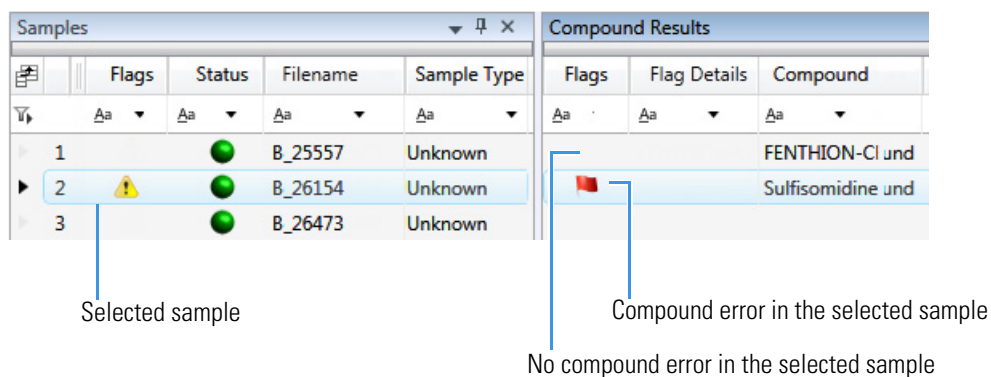 Samples Compound Results
Flags Status Filename Sample Type Flags Flag Details Compound
Aa Aa Aa Aa Aa Aa Aa
1 B_25557 Unknown FENTHION-Cl und
2 B_26154 Unknown Sulfisomidine und
3 B_26473 Unknown
Selected sample
Compound error in the selected sample
No compound error in the selected sample